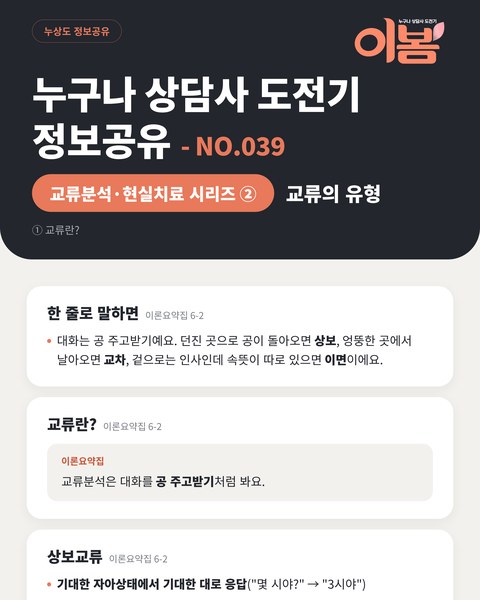 누상도 정보공유
누구나 상담사 도전기
이봄
누구나 상담사 도전기
정보공유 - NO.039
교류분석·현실치료 시리즈 ② 교류의 유형
① 교류란?
한 줄로 말하면 이론요약집 6-2
• 대화는 공 주고받기예요. 던진 곳으로 공이 돌아오면 상보, 엉뚱한 곳에서
날아오면 교차, 겉으로는 인사인데 속뜻이 따로 있으면 이면이에요.
교류란? 이론요약집 6-2
이론요약집
교류분석은 대화를 공 주고받기처럼 봐요.
상보교류 이론요약집 6-2
• 기대한 자아상태에서 기대한 대로 응답("몇 시야?" → "3시야")